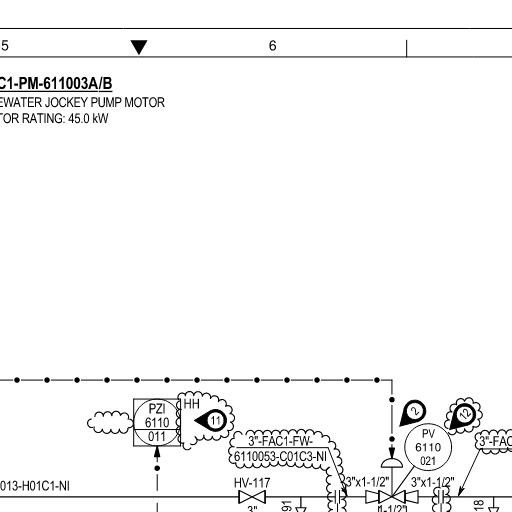 5
6
C1-PM-611003A/B
EWATER JOCKEY PUMP MOTOR
TOR RATING: 45.0 kW
HH
PZI
6110
011
11
2
12
3"-FAC1-FW-
6110053-C01C3-NI
PV
6110
021
3"-FAC
013-H01C1-NI
HV-117
3"x1-1/2"
3"x1-1/2"
3"
91
1-1/2"
18